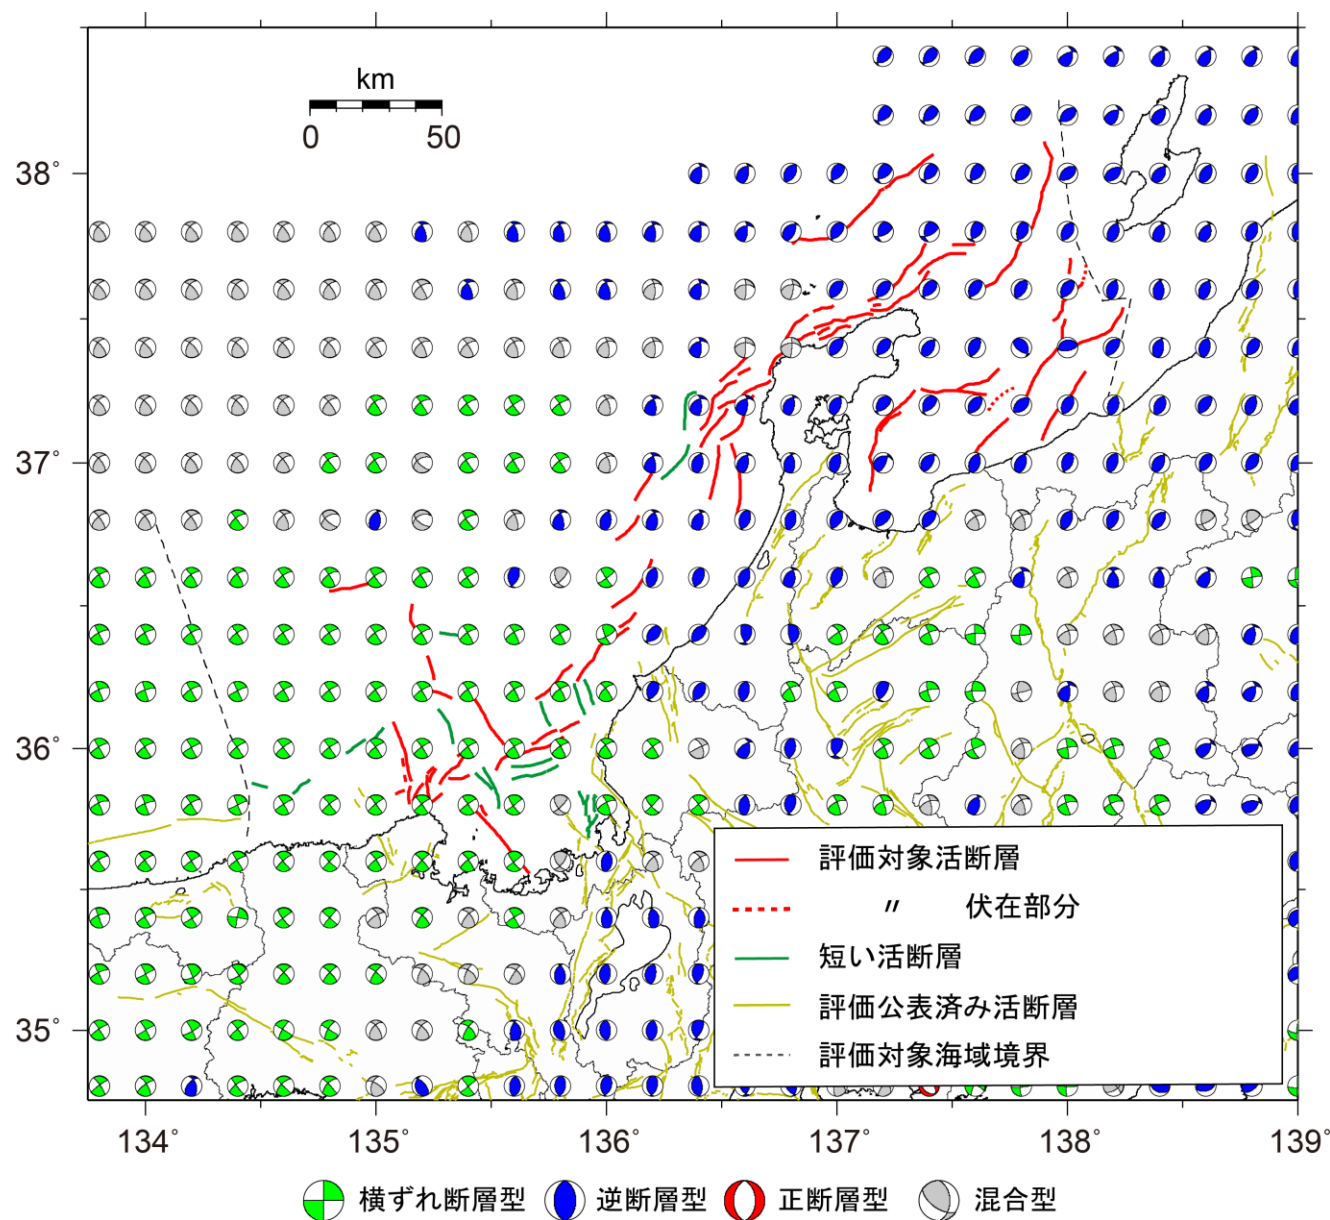 km
0 50
38°
37°
36°
35°
評価対象活断層
〃 伏在部分
短い活断層
評価公表済み活断層
評価対象海域境界
134° 135° 136° 137° 138° 139°
横ずれ断層型 逆断層型 正断層型 混合型